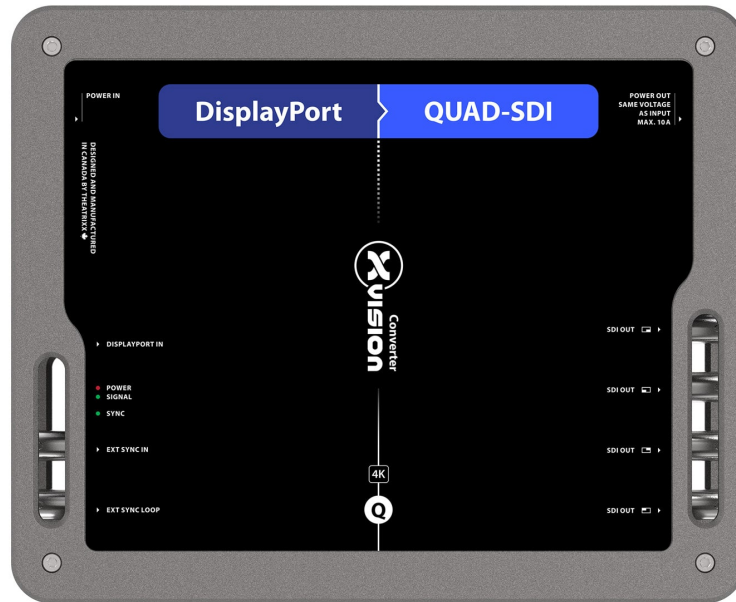 POWER IN
DisplayPort
QUAD-SDI
POWER OUT
SAME VOLTAGE
AS INPUT
MAX. 10A
DESIGNED AND MANUFACTURED
IN CANADA BY THEATRIXX
X VISION
Converter
DISPLAYPORT IN
POWER
SIGNAL
SYNC
EXT SYNC IN
EXT SYNC LOOP
SDI OUT
SDI OUT
SDI OUT
SDI OUT
4K
Q